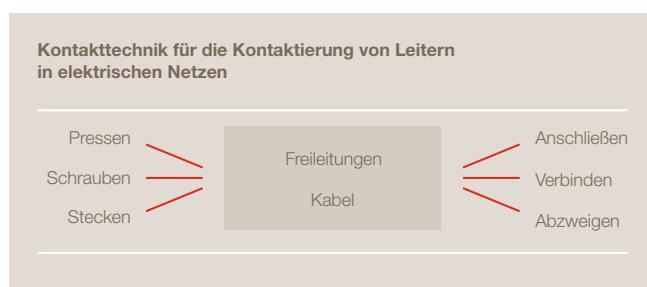 Kontakttechnik für die Kontaktierung von Leitern
in elektrischen Netzen
Pressen
Schrauben
Stecken
Freileitungen
Kabel
Anschließen
Verbinden
Abzweigen